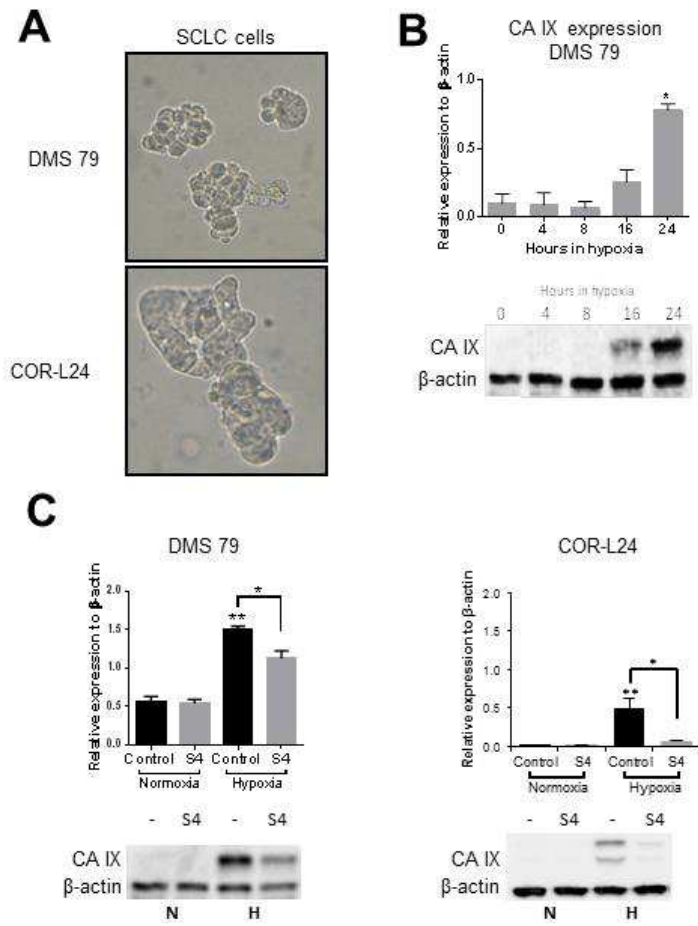 A
SCLC cells
DMS 79
COR-L24
B
CA IX expression
DMS 79
Relative expression to β-actin
1.0
0.5
0.0
*
0 4 8 16 24
Hours in hypoxia
Hours in hypoxia
0 4 8 16 24
CA IX
β-actin
C
DMS 79
Relative expression to β-actin
2.0
1.5
1.0
0.5
0.0
*
**
Control S4 Control S4
Normoxia Hypoxia
- S4 - S4
CA IX
β-actin
N H
COR-L24
Relative expression to β-actin
2.0
1.5
1.0
0.5
0.0
*
**
Control S4 Control S4
Normoxia Hypoxia
- S4 - S4
CA IX
β-actin
N H